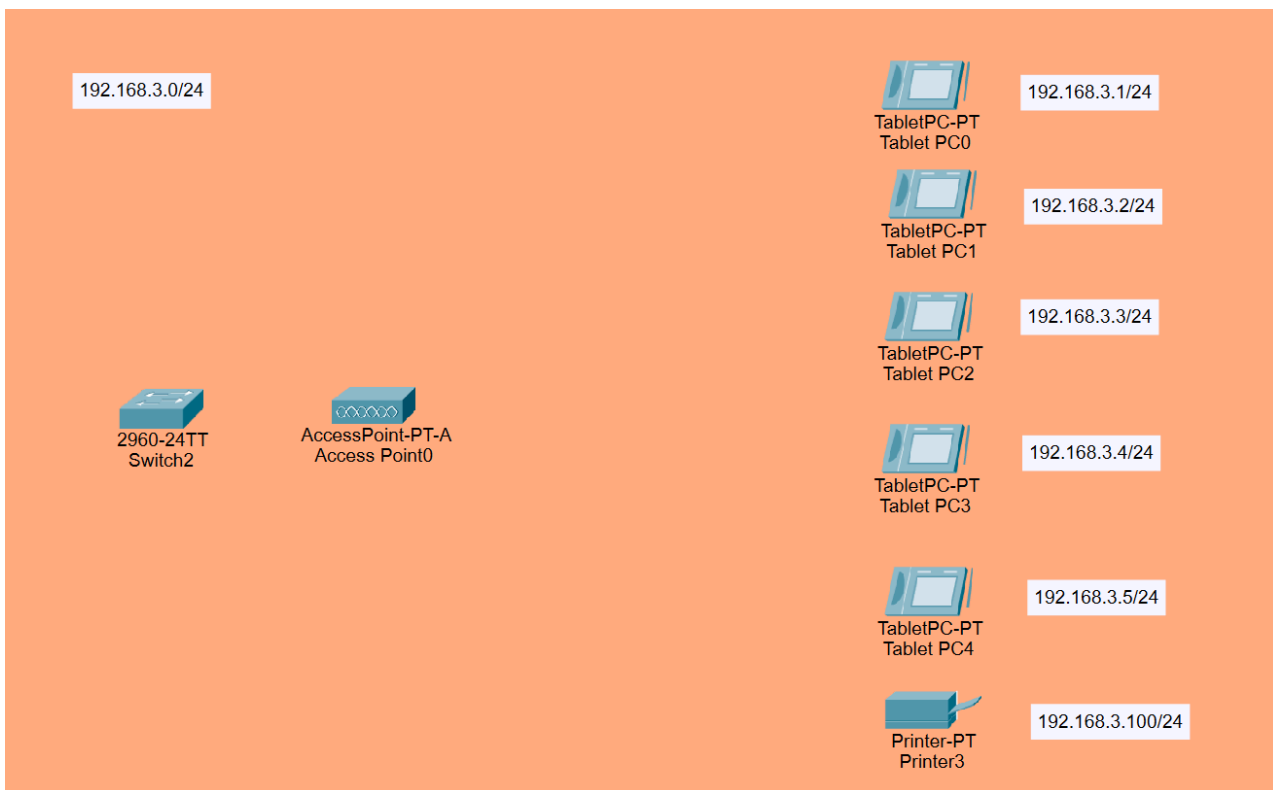 192.168.3.0/24
TabletPC-PT
Tablet PC0
192.168.3.1/24
TabletPC-PT
Tablet PC1
192.168.3.2/24
TabletPC-PT
Tablet PC2
192.168.3.3/24
2960-24TT
Switch2
AccessPoint-PT-A
Access Point0
TabletPC-PT
Tablet PC3
192.168.3.4/24
TabletPC-PT
Tablet PC4
192.168.3.5/24
Printer-PT
Printer3
192.168.3.100/24